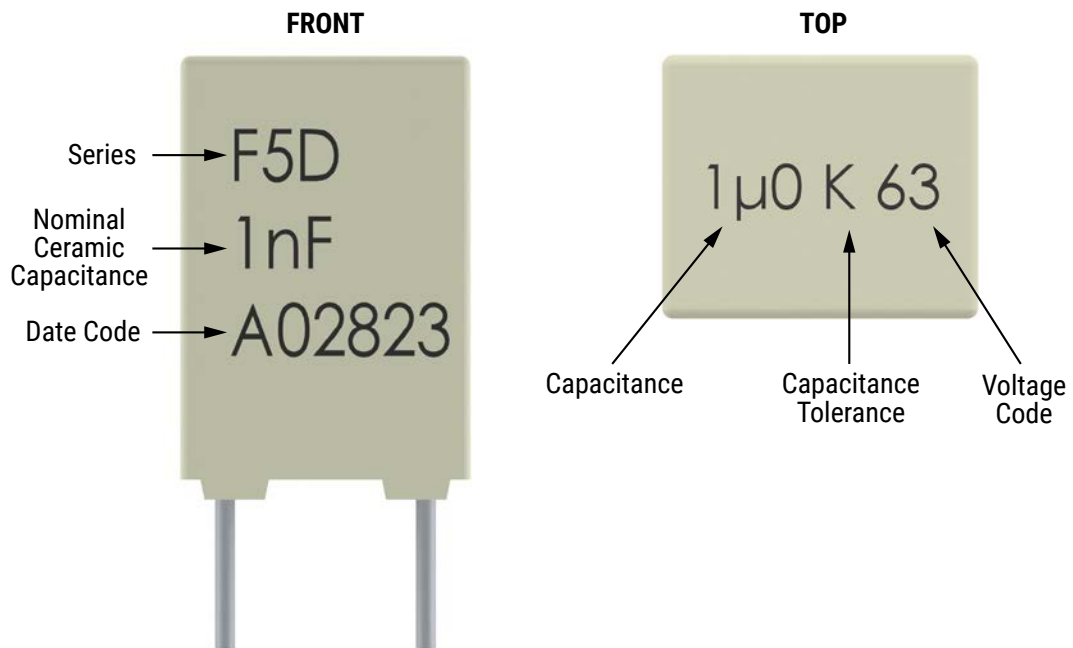 FRONT
Series
F5D
Nominal
Ceramic
Capacitance
1nF
Date Code
A02823
TOP
1µ0 K 63
Capacitance
Capacitance
Tolerance
Voltage
Code